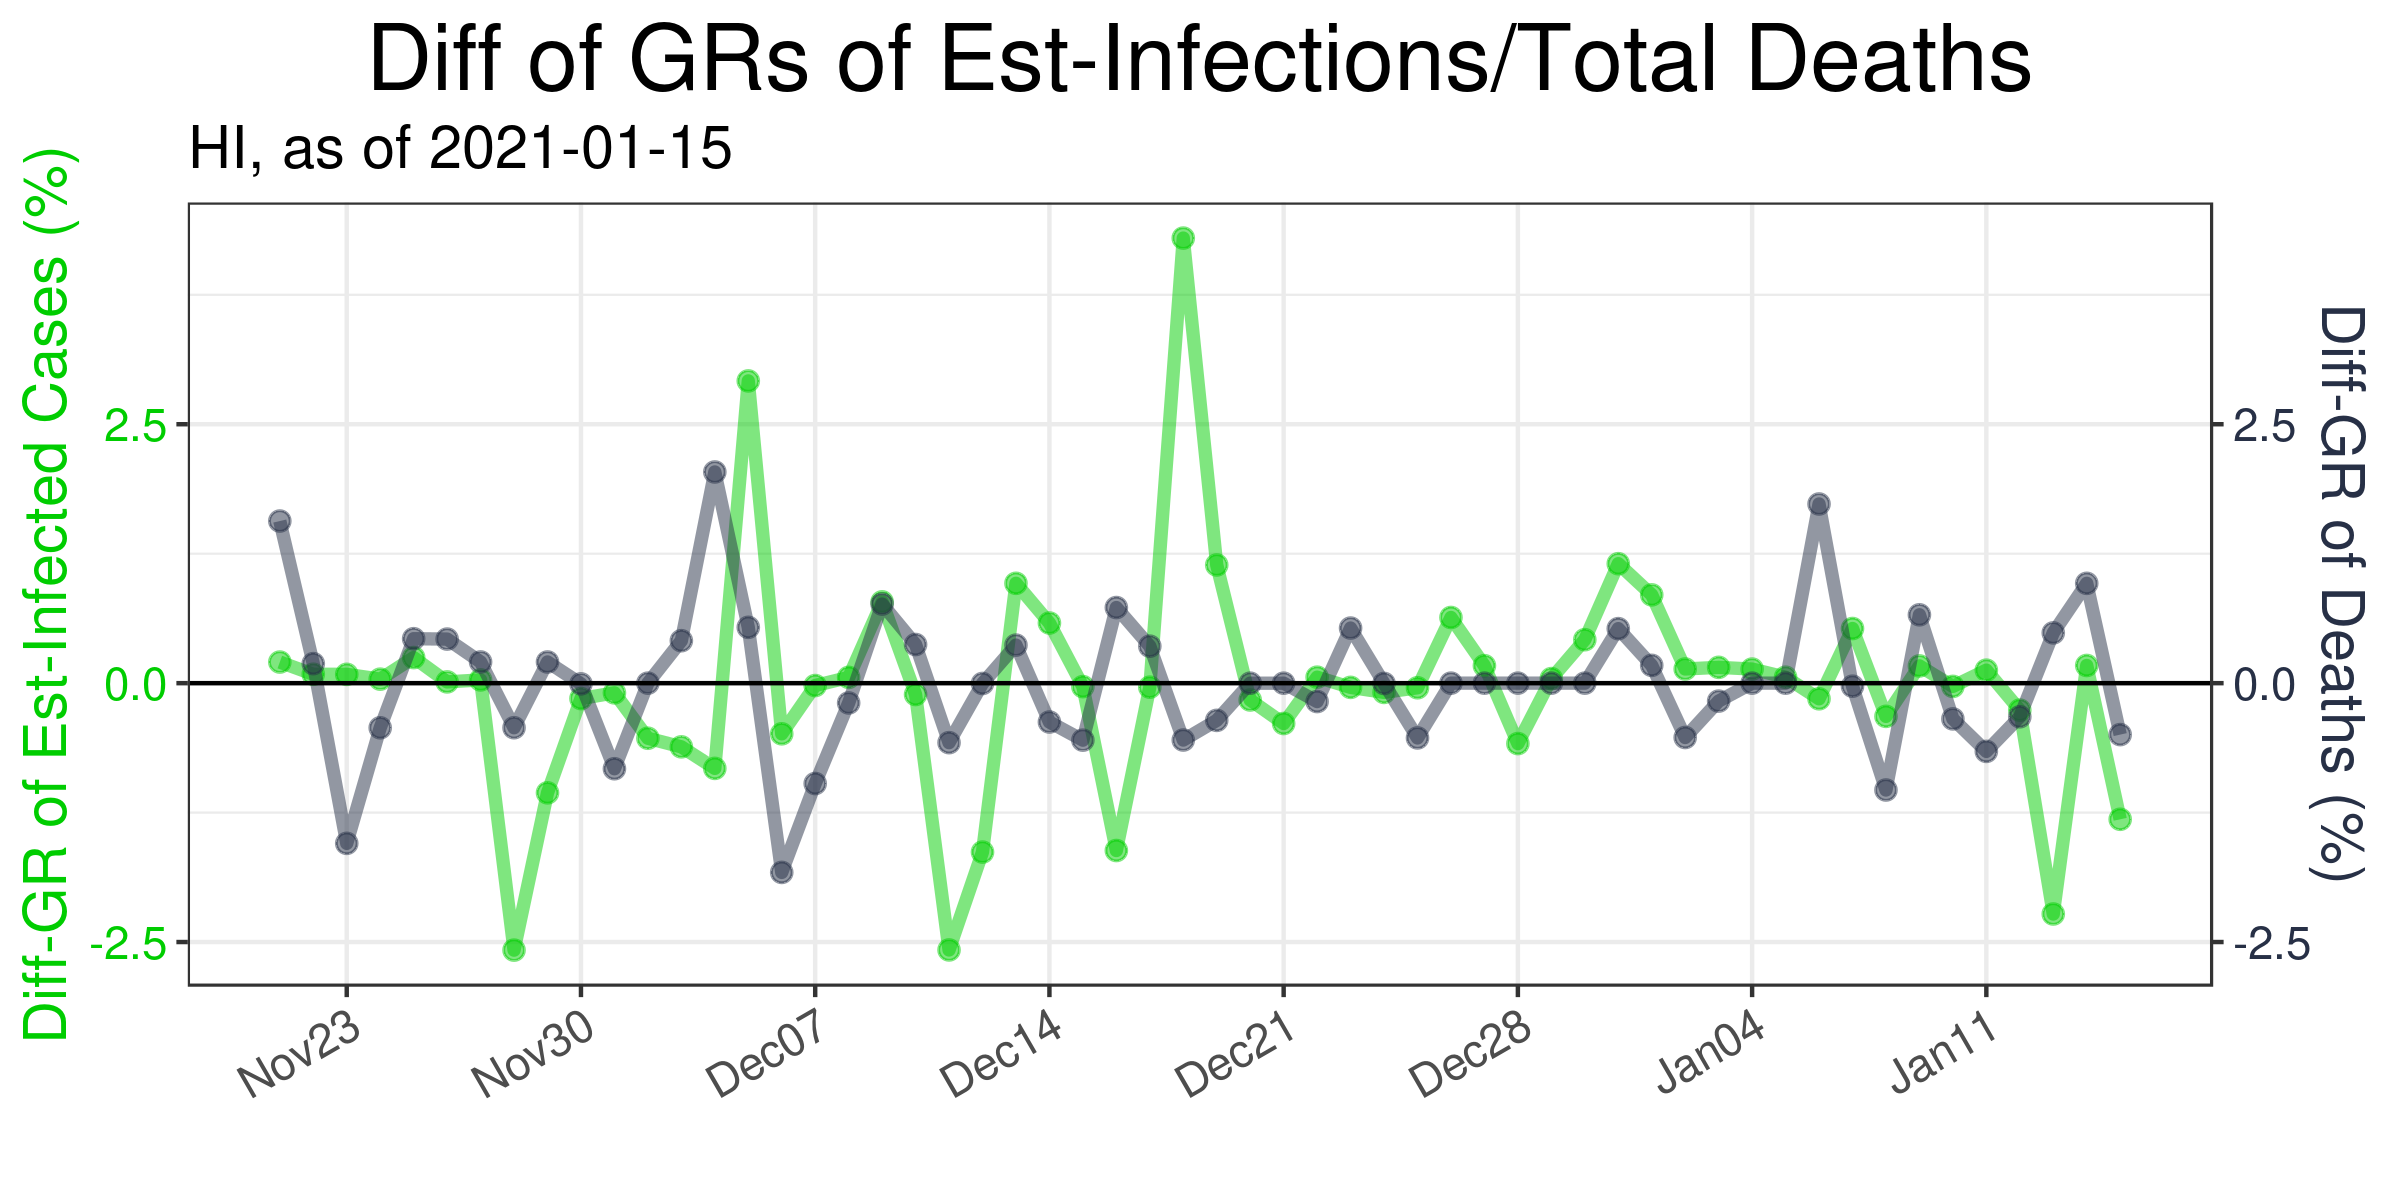 Diff of GRs of Est-Infections/Total Deaths
HI, as of 2021-01-15
Diff-GR of Est-Infected Cases (%)
2.5
0.0
-2.5
2.5
0.0
-2.5
Diff-GR of Deaths (%)
Nov23
Nov30
Dec07
Dec14
Dec21
Dec28
Jan04
Jan11